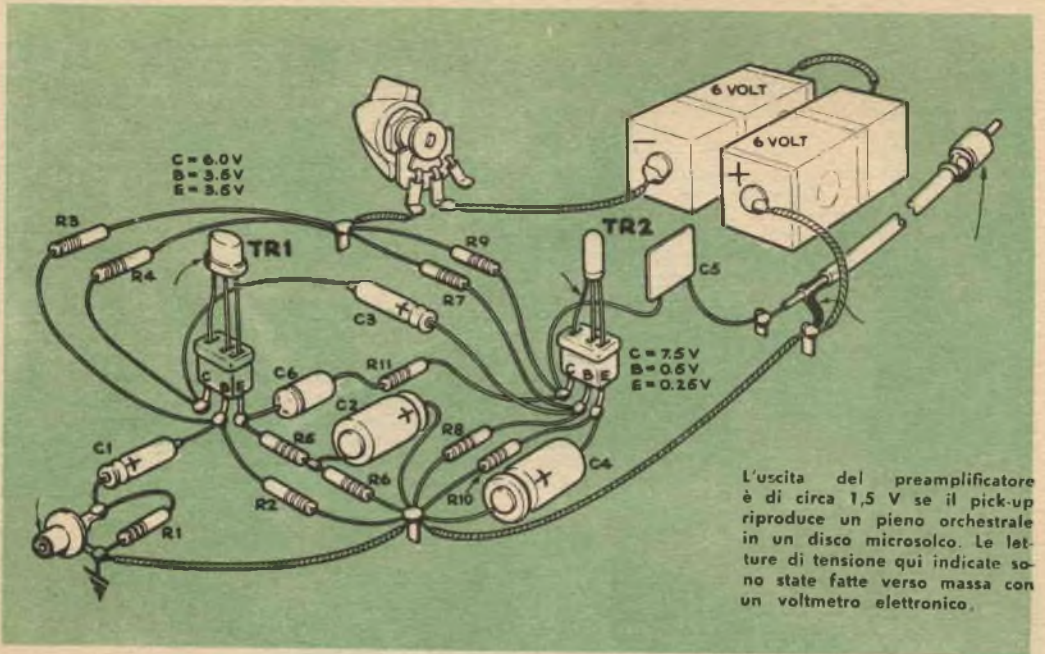 6 VOLT
6 VOLT
−
+
C = 6.0 V
B = 3.5 V
E = 3.5 V
R3
R4
TR1
R9
R7
TR2
C5
C3
+
C = 7.5 V
B = 0.5 V
E = 0.25 V
C B E
C B E
C6
R11
C2
+
C1
+
R5
R6
R8
R10
C4
+
R2
R1
L'uscita del preamplificatore
è di circa 1,5 V se il pick-up
riproduce un pieno orchestrale
in un disco microsolco. Le let-
ture di tensione qui indicate so-
no state fatte verso massa con
un voltmetro elettronico.